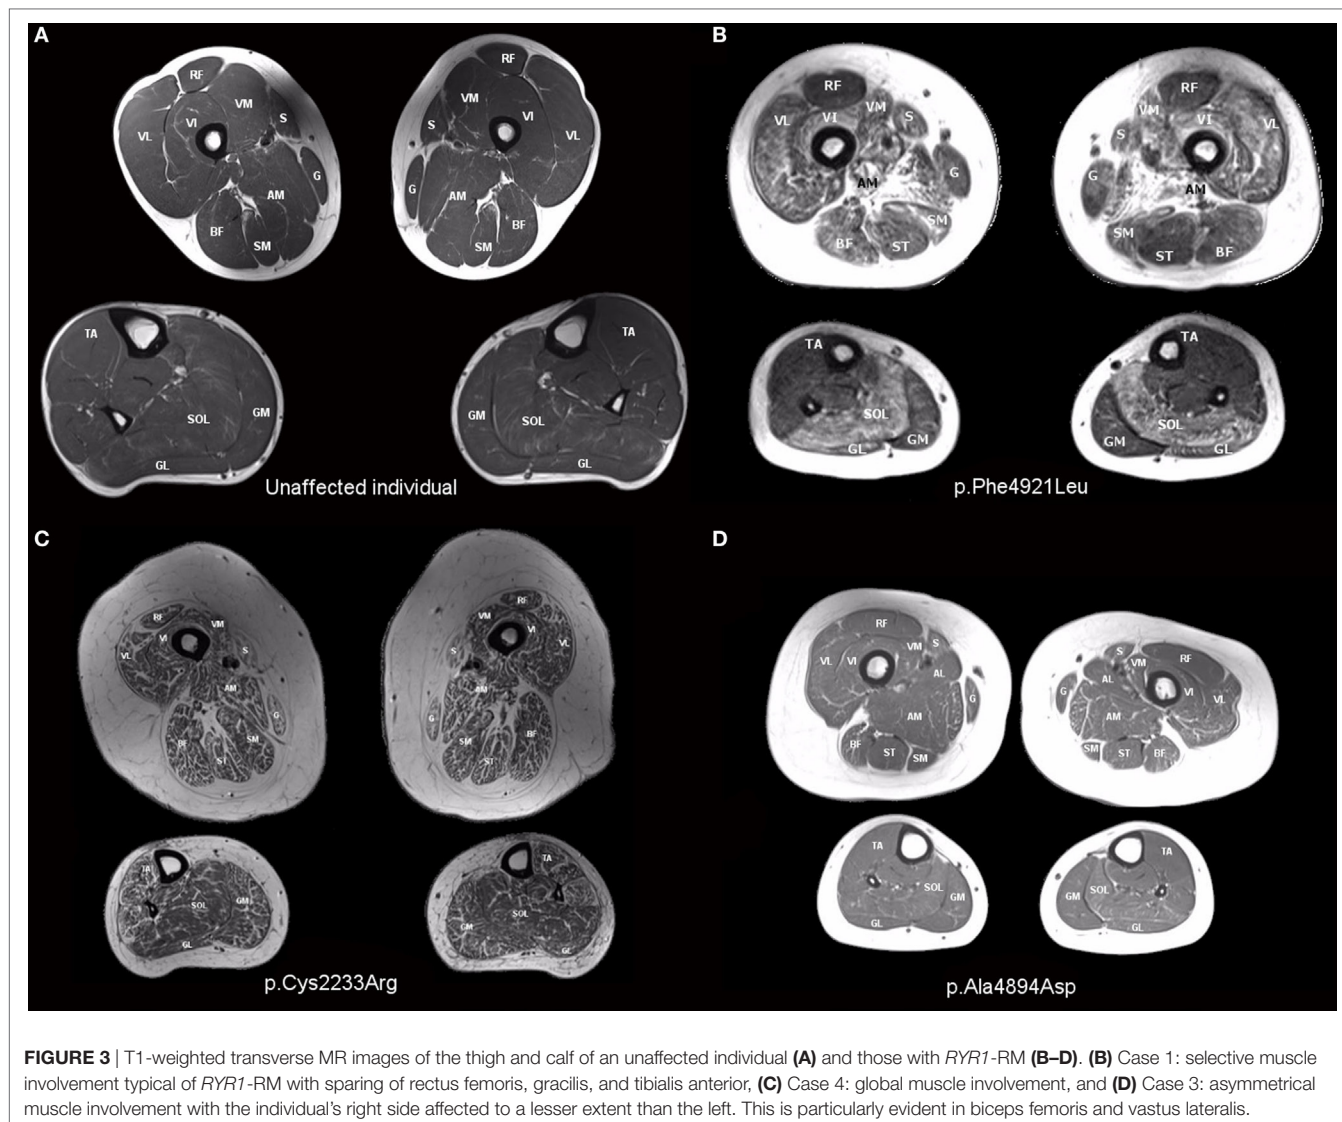 A
RF
VM
VI
VL
S
G
AM
BF
SM
RF
VM
S
VI
VL
G
AM
BF
SM
TA
SOL
GM
GL
TA
GM
SOL
GL
Unaffected individual
B
RF
VL
VI
VM
S
AM
G
SM
BF
ST
RF
VM
VI
VL
S
G
AM
SM
ST
BF
TA
SOL
GL
GM
TA
SOL
GM
GL
p.Phe4921Leu
C
RF
VM
VI
VL
S
AM
G
BF
SM
ST
RF
VM
VI
VL
S
AM
G
SM
BF
ST
TA
SOL
GM
GL
TA
GM
SOL
GL
p.Cys2233Arg
D
RF
VL
VI
VM
S
AL
G
AM
BF
ST
SM
S
VM
RF
AL
G
VI
VL
AM
SM
ST
BF
TA
SOL
GM
GL
TA
GM
SOL
GL
p.Ala4894Asp
FIGURE 3 | T1-weighted transverse MR images of the thigh and calf of an unaffected individual (A) and those with RYR1-RM (B–D). (B) Case 1: selective muscle
involvement typical of RYR1-RM with sparing of rectus femoris, gracilis, and tibialis anterior, (C) Case 4: global muscle involvement, and (D) Case 3: asymmetrical
muscle involvement with the individual's right side affected to a lesser extent than the left. This is particularly evident in biceps femoris and vastus lateralis.